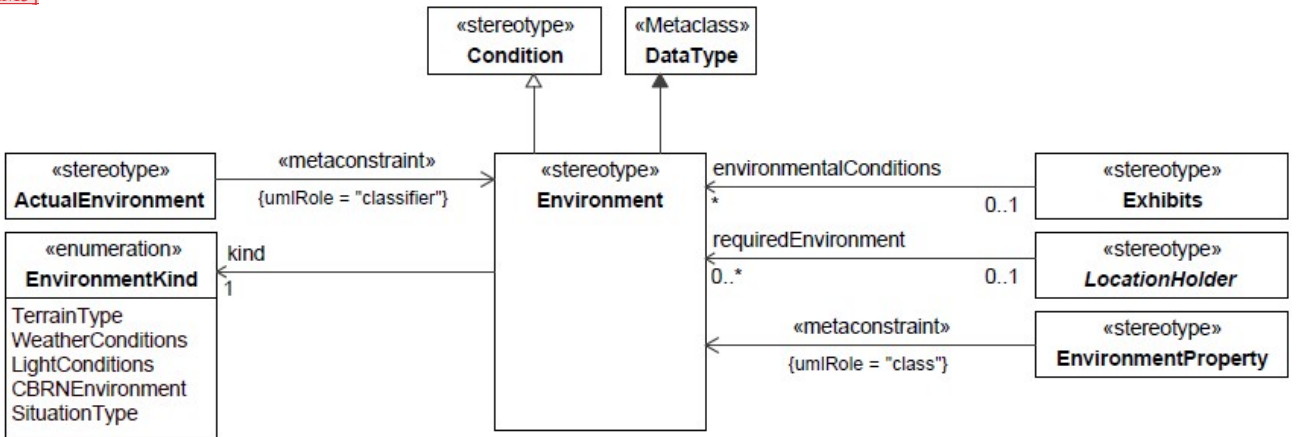 «stereotype»
Condition
«Metaclass»
DataType
«stereotype»
ActualEnvironment
«metaconstraint»
{umlRole = "classifier"}
«stereotype»
Environment
environmentalConditions
*
0..1
«stereotype»
Exhibits
«enumeration»
EnvironmentKind
TerrainType
WeatherConditions
LightConditions
CBRNEnvironment
SituationType
kind
1
requiredEnvironment
0..*
0..1
«stereotype»
LocationHolder
«metaconstraint»
{umlRole = "class"}
«stereotype»
EnvironmentProperty